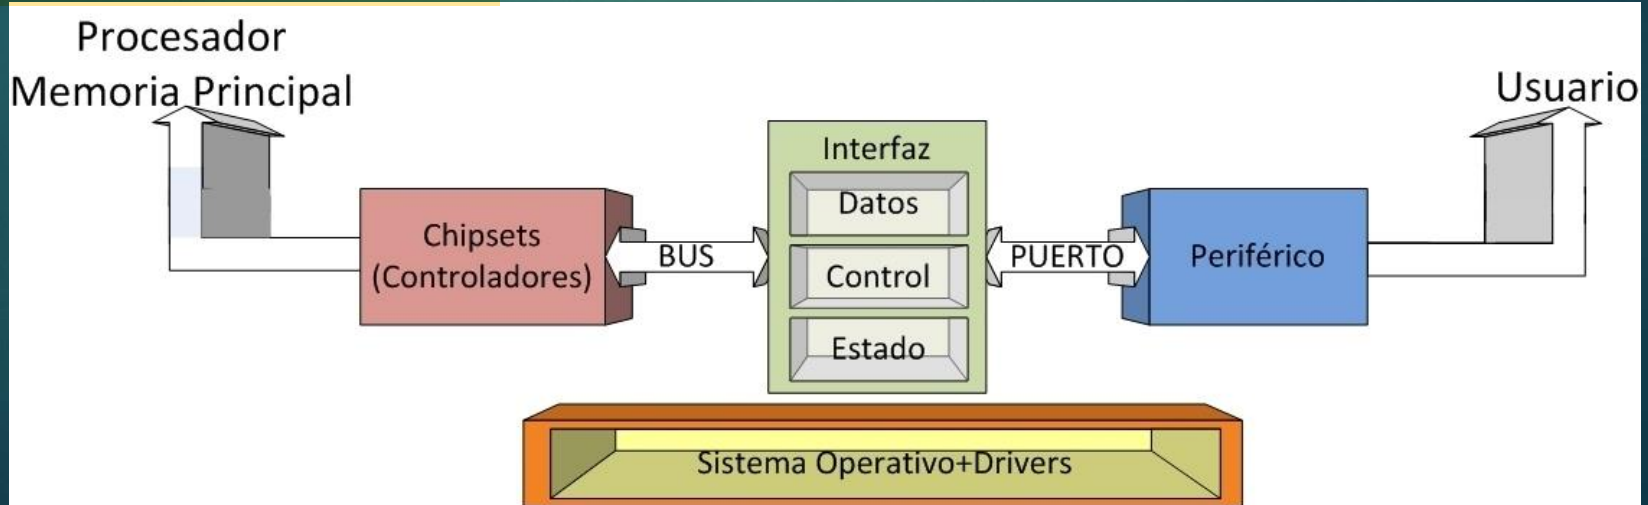 Procesador
Memoria Principal
Usuario
Interfaz
Datos
Chipsets
(Controladores)
BUS
Control
PUERTO
Periférico
Estado
Sistema Operativo+Drivers